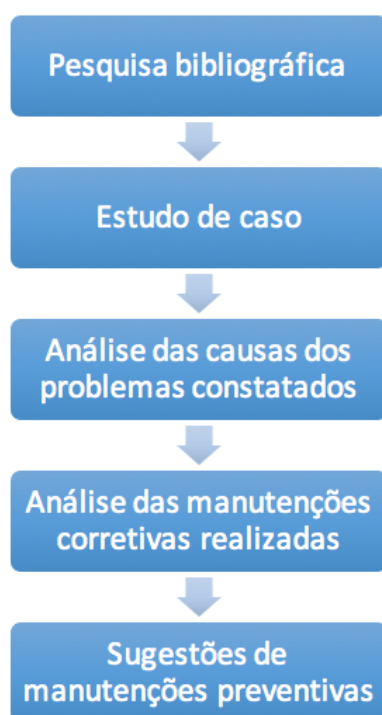 Pesquisa bibliográfica
Estudo de caso
Análise das causas dos
problemas constatados
Análise das manutenções
corretivas realizadas
Sugestões de
manutenções preventivas